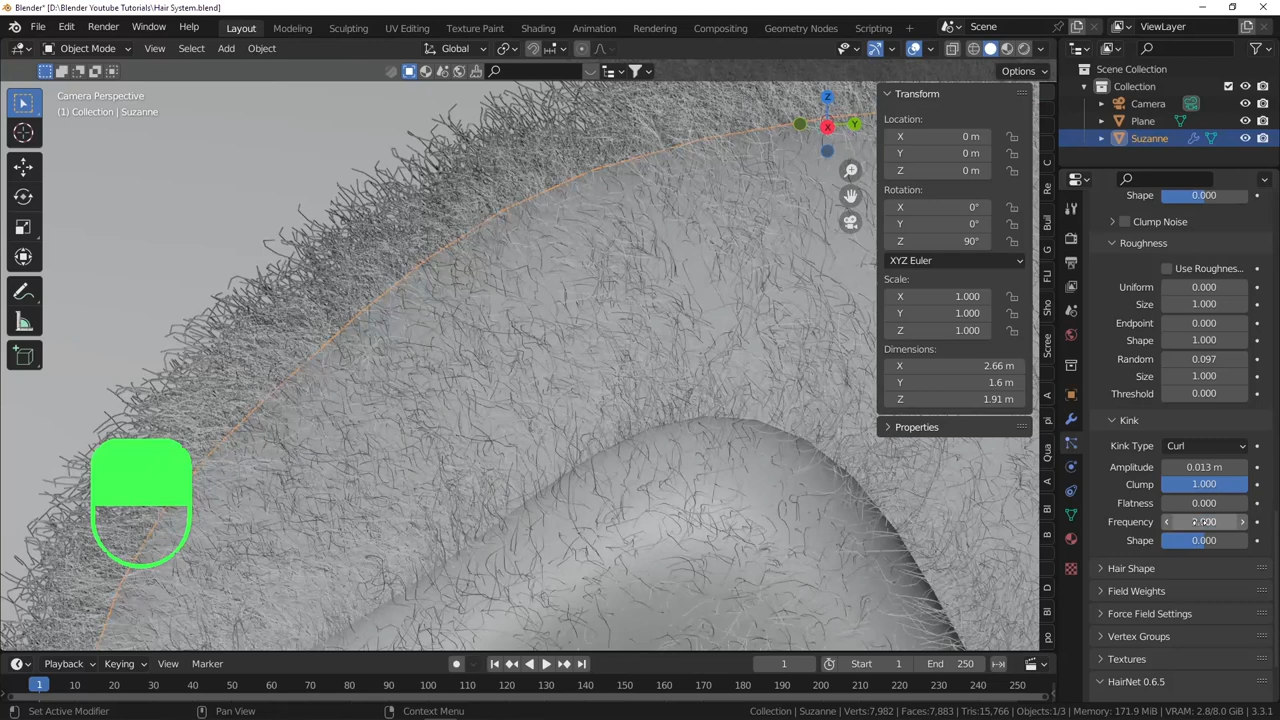 Blender* [D:\Blender Youtube Tutorials\Hair System.blend]
File Edit Render Window Help Layout Modeling Sculpting UV Editing Texture Paint Shading Animation Rendering Compositing Geometry Nodes Scripting Scene ViewLayer
Object Mode View Select Add Object Global
Options
Camera Perspective
(1) Collection | Suzanne
Z
X
Y
Transform
Location:
X 0 m
Y 0 m
Z 0 m
Rotation:
X 0°
Y 0°
Z 90°
XYZ Euler
Scale:
X 1.000
Y 1.000
Z 1.000
Dimensions:
X 2.66 m
Y 1.6 m
Z 1.91 m
Properties
C
Re
Buil
G
FLI
Sho
Scree
A
pi
Qua
A
D
Bl
po
Scene Collection
Collection
Camera
Plane
Suzanne
Shape 0.000
Clump Noise
Roughness
Use Roughness...
Uniform 0.000
Size 1.000
Endpoint 0.000
Shape 1.000
Random 0.097
Size 1.000
Threshold 0.000
Kink
Kink Type Curl
Amplitude 0.013 m
Clump 1.000
Flatness 0.000
Frequency
Shape 0.000
Hair Shape
Field Weights
Force Field Settings
Vertex Groups
Textures
HairNet 0.6.5
Playback Keying View Marker 1 Start 1 End 250
1 10 20 30 40 50 60 70 80 90 100 110 120 130 140 150 160 170 180 190 200 210 220 230 240 250
Set Active Modifier Pan View Context Menu Collection | Suzanne | Verts:7,982 | Faces:7,883 | Tris:15,766 | Objects:1/3 | Memory: 171.9 MiB | VRAM: 2.8/8.0 GiB | 3.3.1